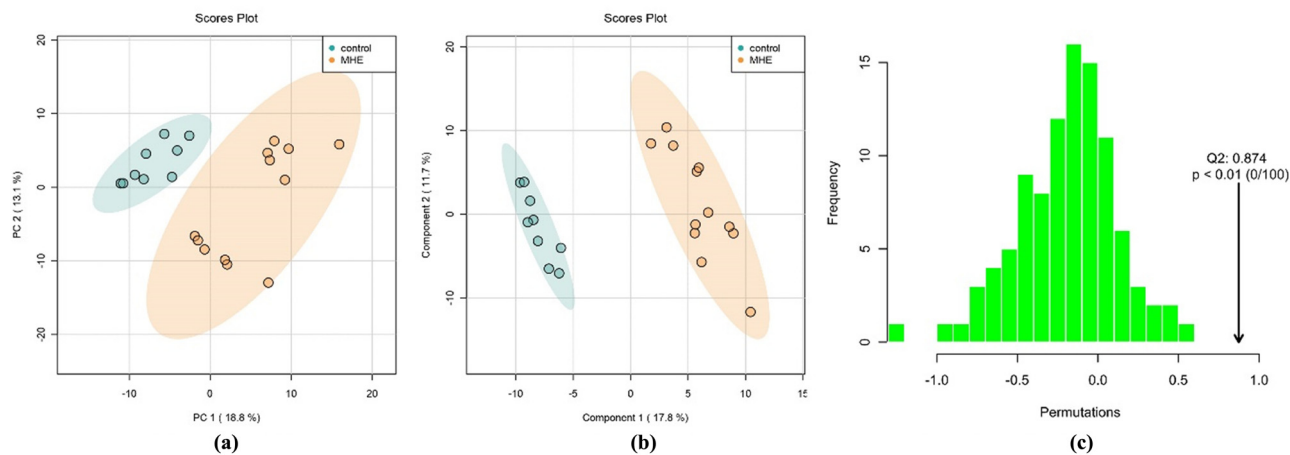 Scores Plot
control
MHE
20
10
0
-10
-20
PC 2 ( 13.1 %)
-10
0
10
20
PC 1 ( 18.8 %)
(a)
Scores Plot
control
MHE
20
10
0
-10
Component 2 ( 11.7 %)
-10
-5
0
5
10
15
Component 1 ( 17.8 %)
(b)
15
10
5
0
Frequency
Q2: 0.874
p < 0.01 (0/100)
-1.0
-0.5
0.0
0.5
1.0
Permutations
(c)